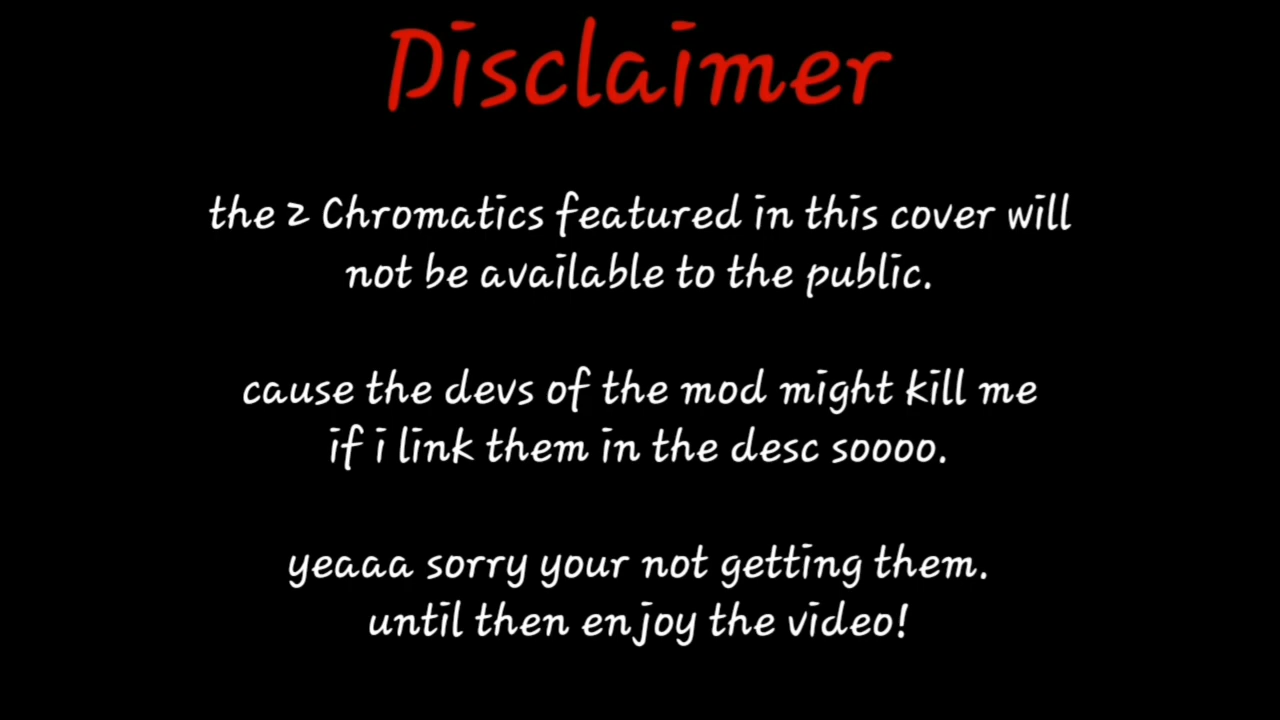 Disclaimer
the 2 Chromatics featured in this cover will
not be available to the public.
cause the devs of the mod might kill me
if i link them in the desc soooo.
yeaaa sorry your not getting them.
until then enjoy the video!